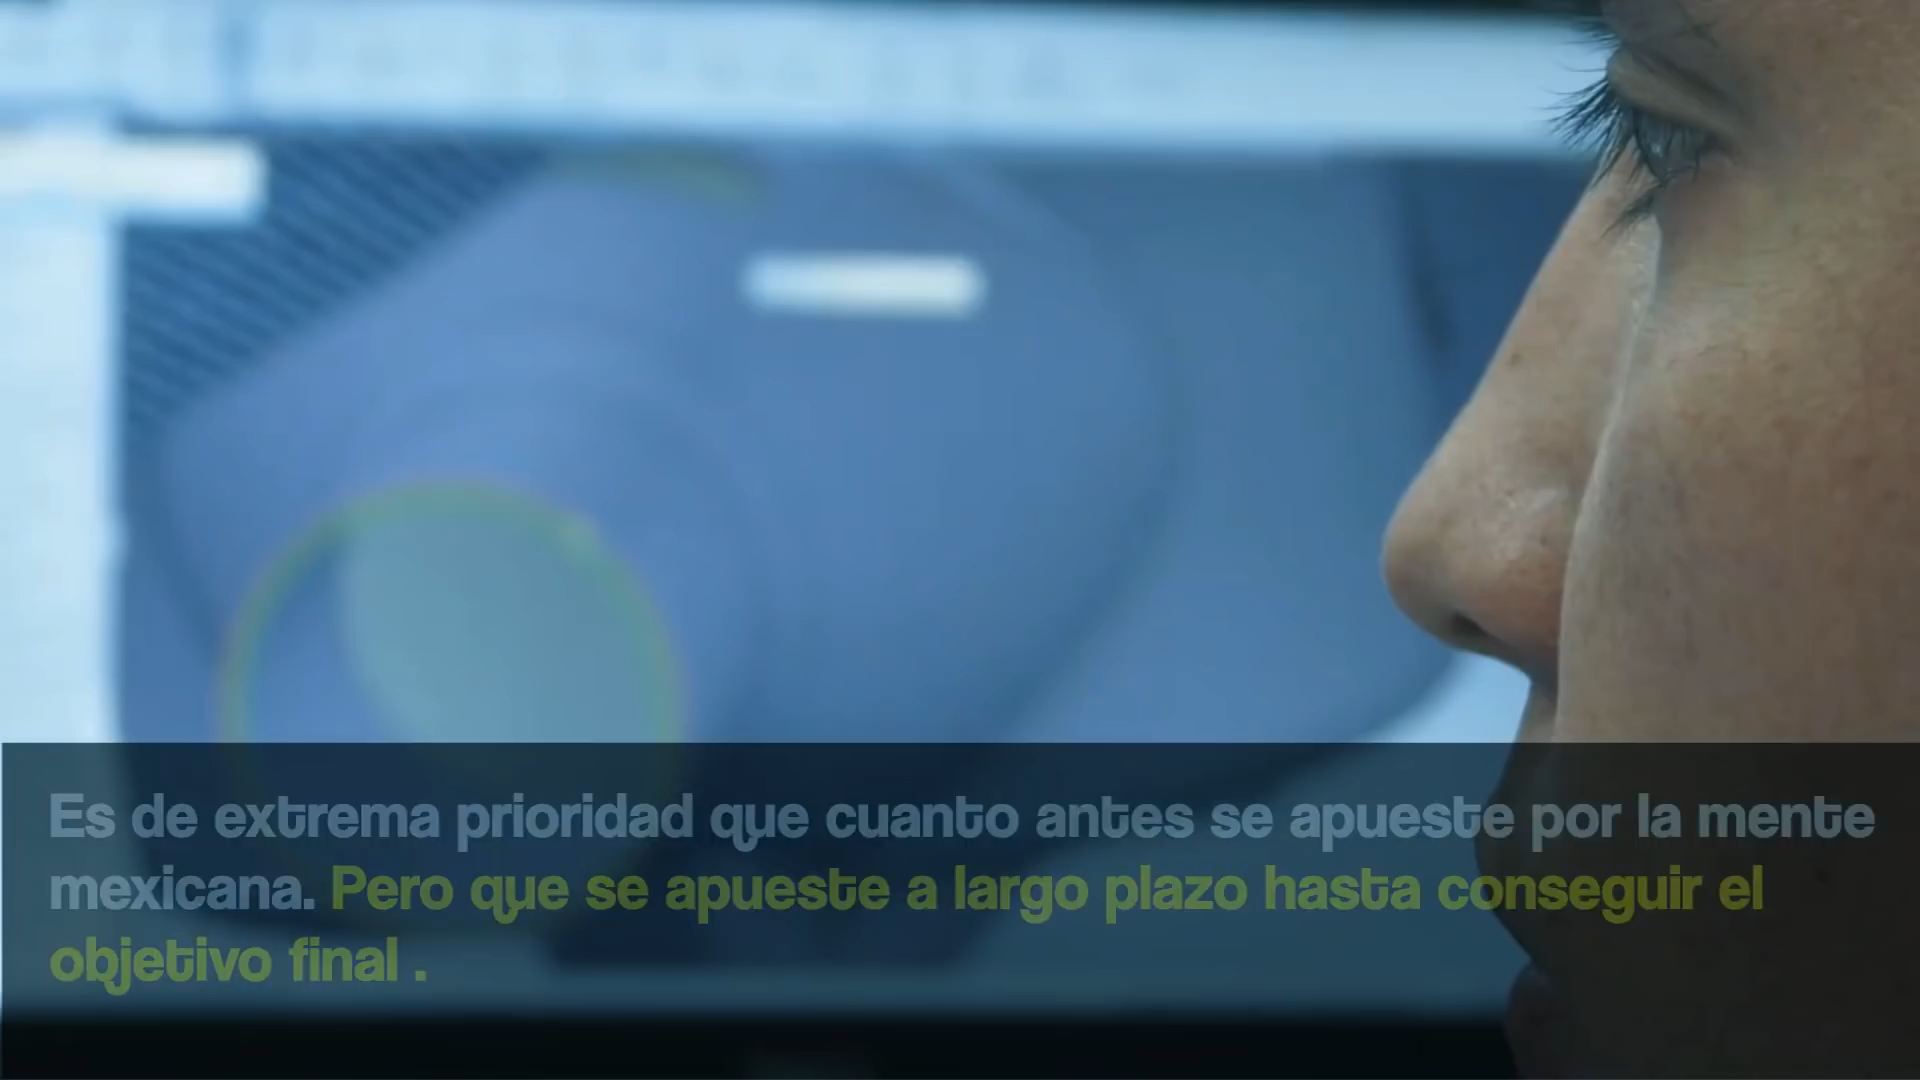 Es de extrema prioridad que cuanto antes se apueste por la mente
mexicana. Pero que se apueste a largo plazo hasta conseguir el
objetivo final .